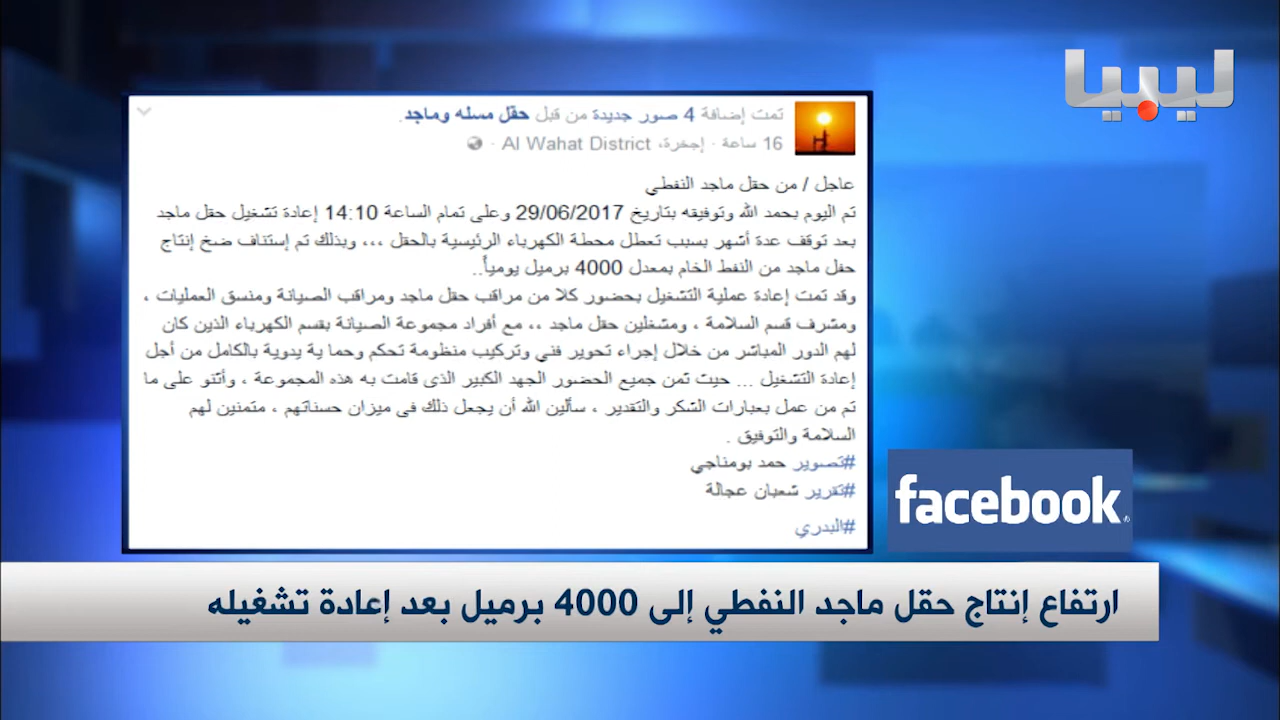 ليبيا
تمت إضافة 4 صور جديدة من قبل حقل مسله وماجد.
16 ساعة · إجخرة، Al Wahat District ·
عاجل / من حقل ماجد النفطي
تم اليوم بحمد الله وتوفيقه بتاريخ 29/06/2017 وعلى تمام الساعة 14:10 إعادة تشغيل حقل ماجد
بعد توقف عدة أشهر بسبب تعطل محطة الكهرباء الرئيسية بالحقل ،،، وبذلك تم إستئناف ضخ إنتاج
حقل ماجد من النفط الخام بمعدل 4000 برميل يومياً..
وقد تمت إعادة عملية التشغيل بحضور كلا من مراقب حقل ماجد ومراقب الصيانة ومنسق العمليات ،
ومشرف قسم السلامة ، ومشغلين حقل ماجد ،، مع أفراد مجموعة الصيانة بقسم الكهرباء الذين كان
لهم الدور المباشر من خلال إجراء تحوير فني وتركيب منظومة تحكم وحما ية يدوية بالكامل من أجل
إعادة التشغيل ... حيث ثمن جميع الحضور الجهد الكبير الذى قامت به هذه المجموعة ، وأثنو على ما
تم من عمل بعبارات الشكر والتقدير ، سألين الله أن يجعل ذلك فى ميزان حسناتهم ، متمنين لهم
السلامة والتوفيق .
#تصوير حمد بومناجي
#تقرير شعبان عجالة
#البدري
facebook®
ارتفاع إنتاج حقل ماجد النفطي إلى 4000 برميل بعد إعادة تشغيله